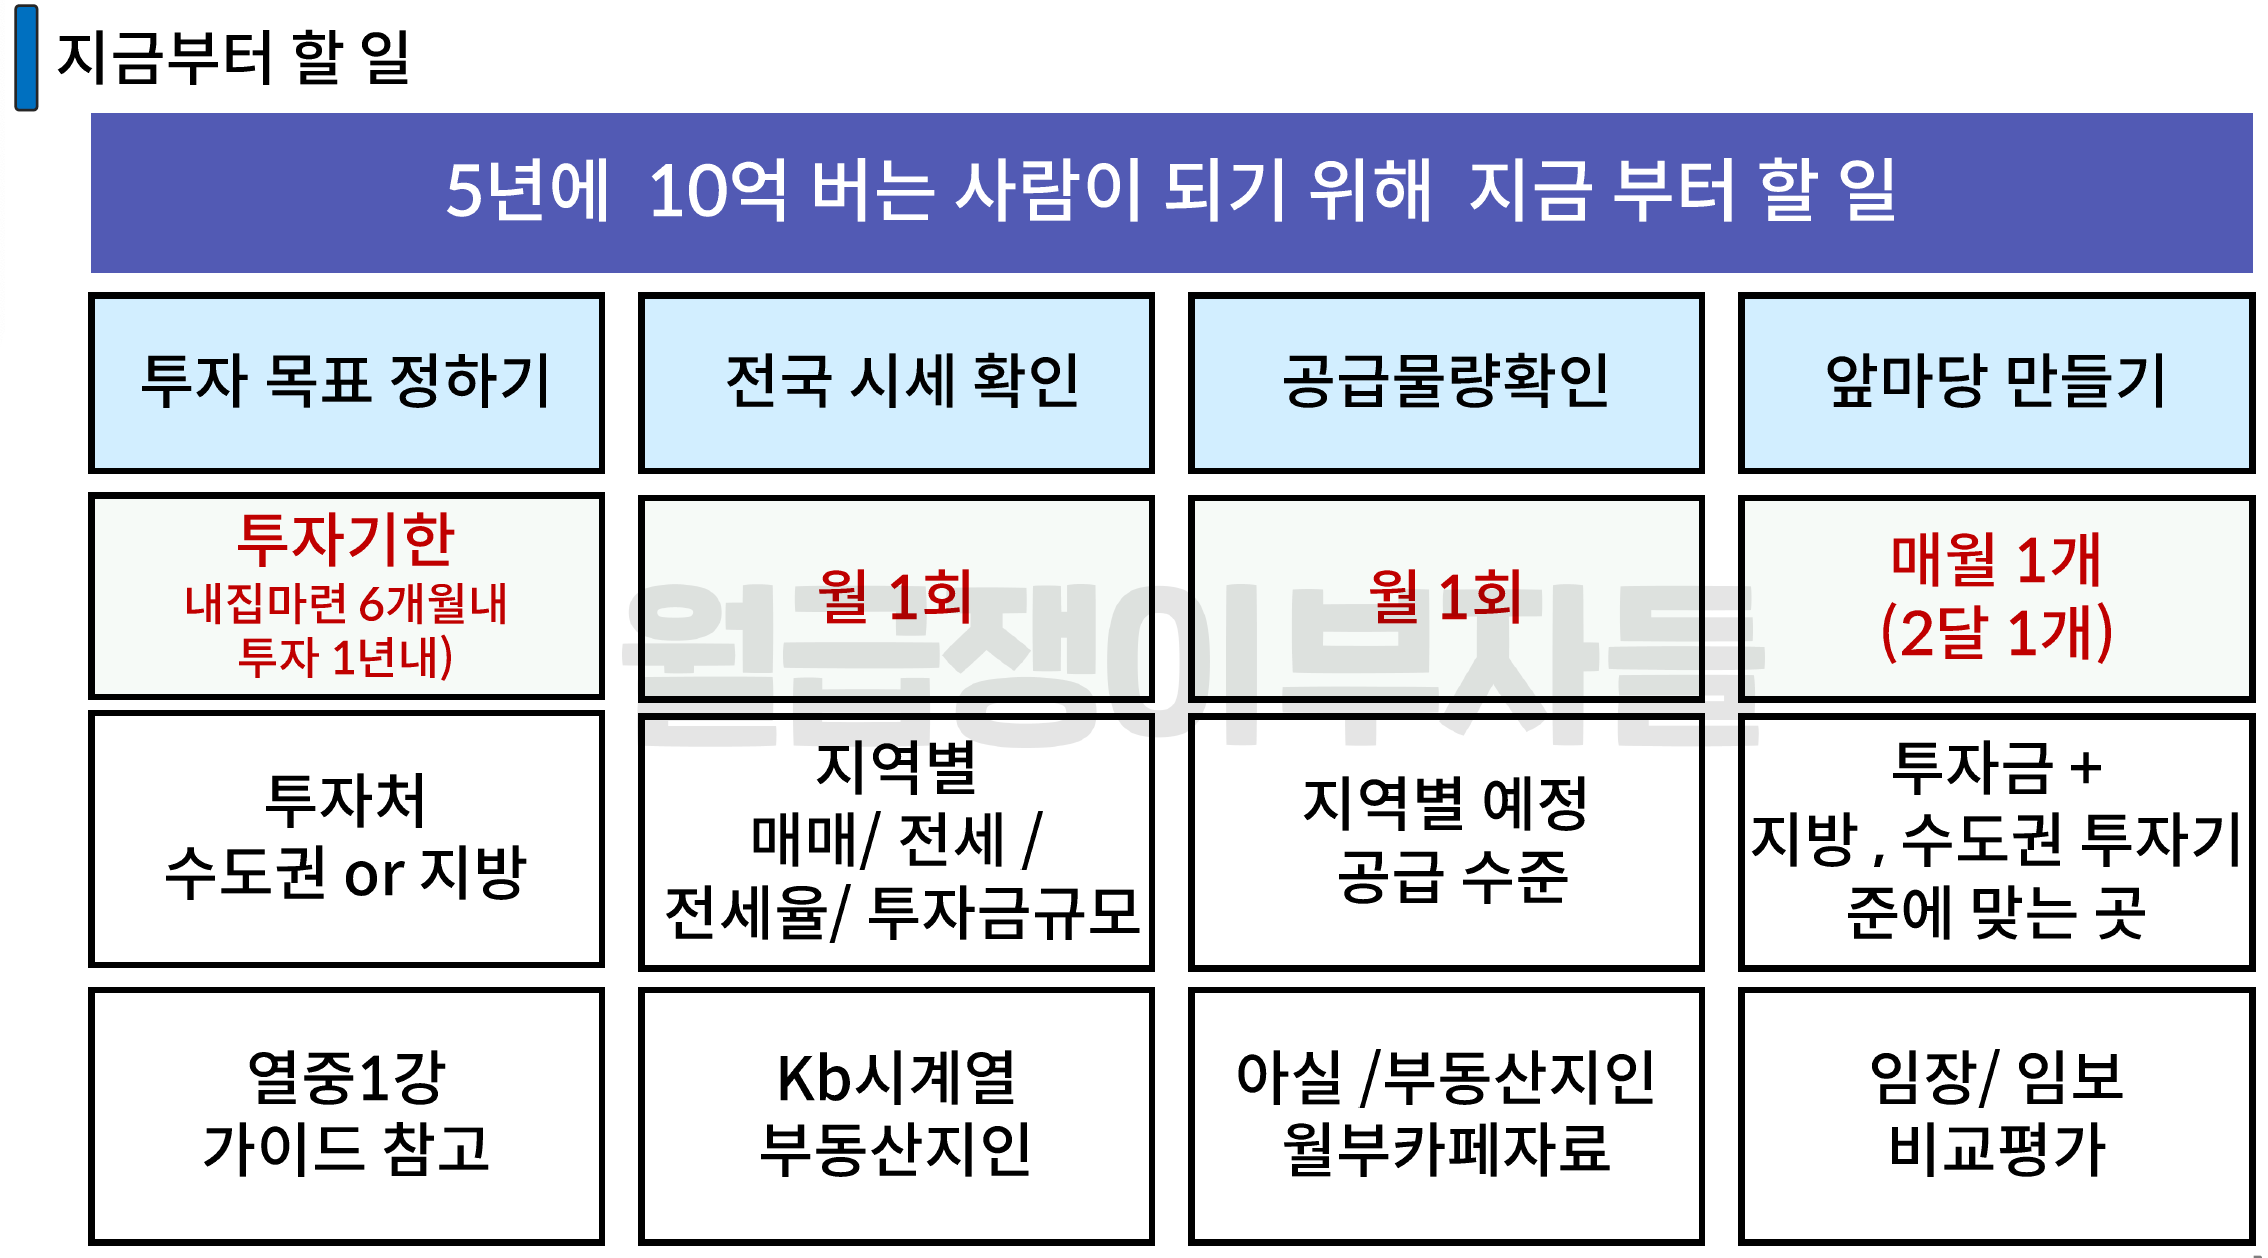 지금부터 할 일
5년에 10억 버는 사람이 되기 위해 지금 부터 할 일
투자 목표 정하기
전국 시세 확인
공급물량확인
앞마당 만들기
투자기한
내집마련 6개월내
투자 1년내)
월 1회
월 1회
매월 1개
(2달 1개)
월급쟁이부자들
투자처
수도권 or 지방
지역별
매매/ 전세 /
전세율/ 투자금규모
지역별 예정
공급 수준
투자금 +
지방 , 수도권 투자기
준에 맞는 곳
열중1강
가이드 참고
Kb시계열
부동산지인
아실 /부동산지인
월부카페자료
임장/ 임보
비교평가